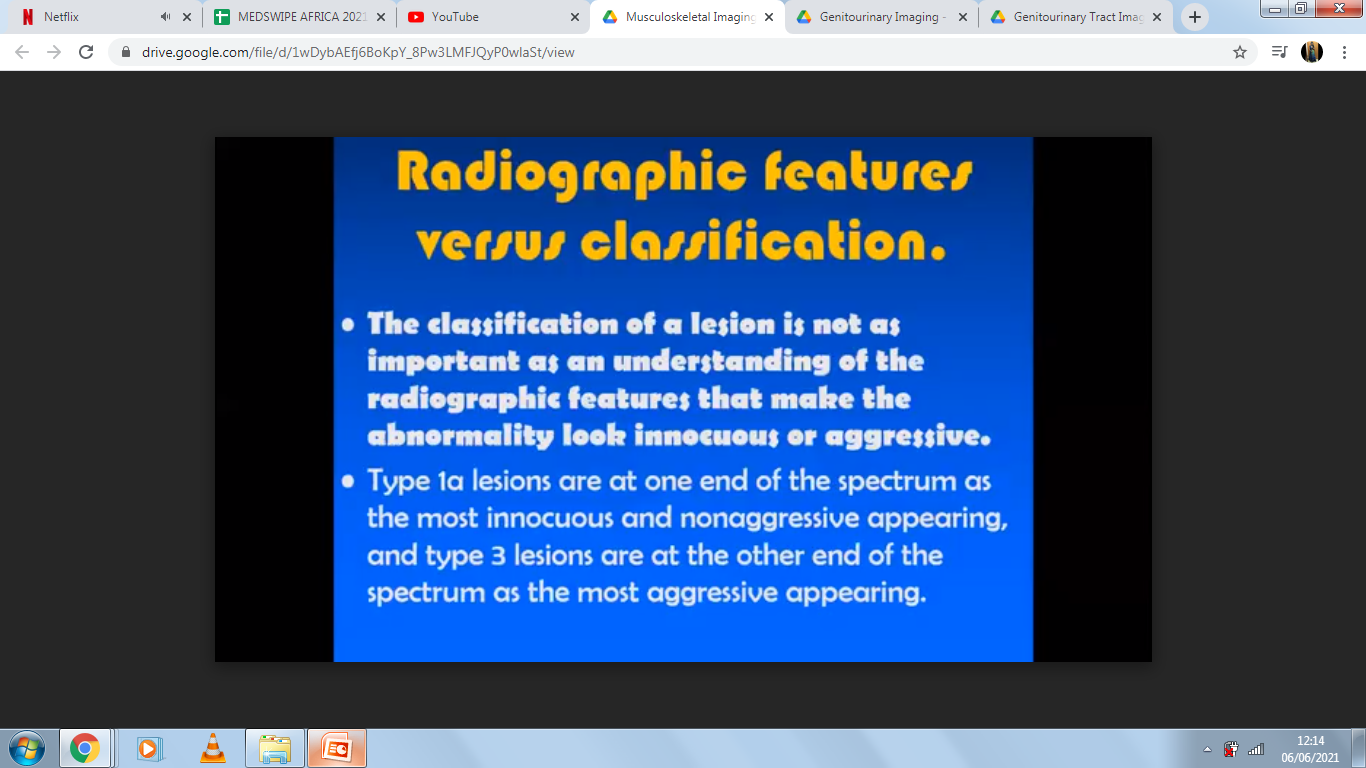 Netflix
MEDSWIPE AFRICA 2021
YouTube
Musculoskeletal Imaging
Genitourinary Imaging -
Genitourinary Tract Imag
drive.google.com/file/d/1wDybAEfj6BoKpY_8Pw3LMFJQyP0wlaSt/view
Radiographic features
versus classification.
• The classification of a lesion is not as
important as an understanding of the
radiographic features that make the
abnormality look innocuous or aggressive.
• Type 1a lesions are at one end of the spectrum as
the most innocuous and nonaggressive appearing,
and type 3 lesions are at the other end of the
spectrum as the most aggressive appearing.
12:14
06/06/2021